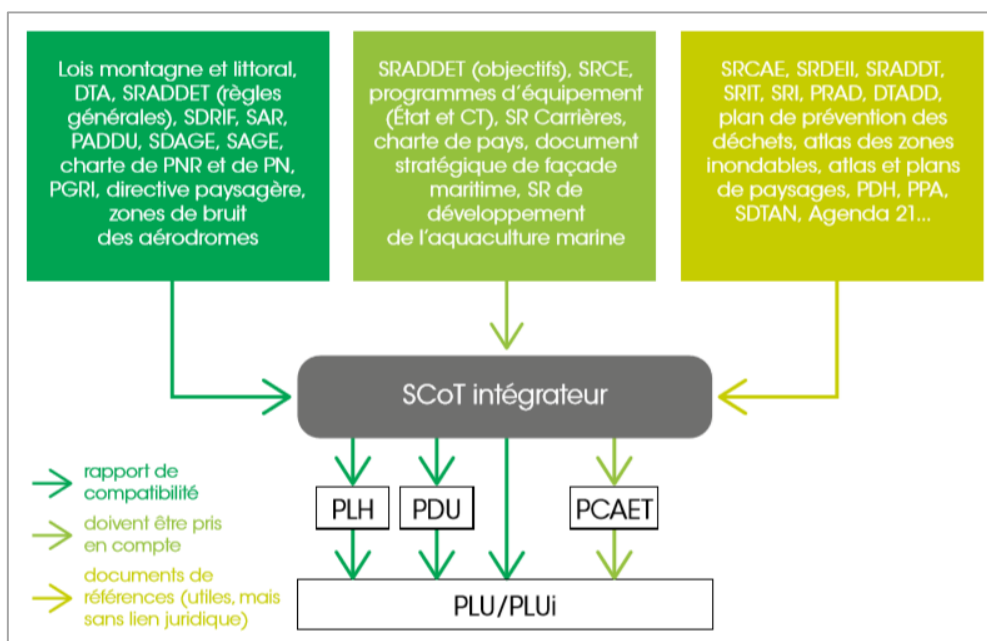 Lois montagne et littoral,
DTA, SRADDET (règles
générales), SDRIF, SAR,
PADDU, SDAGE, SAGE,
charte de PNR et de PN,
PGRI, directive paysagère,
zones de bruit
des aérodromes
SRADDET (objectifs), SRCE,
programmes d'équipement
(État et CT), SR Carrières,
charte de pays, document
stratégique de façade
maritime, SR de
développement
de l'aquaculture marine
SRCAE, SRDEII, SRADDT,
SRIT, SRI, PRAD, DTADD,
plan de prévention des
déchets, atlas des zones
inondables, atlas et plans
de paysages, PDH, PPA,
SDTAN, Agenda 21...
SCoT intégrateur
rapport de
compatibilité
doivent être pris
en compte
documents de
références (utiles, mais
sans lien juridique)
PLH
PDU
PCAET
PLU/PLUi